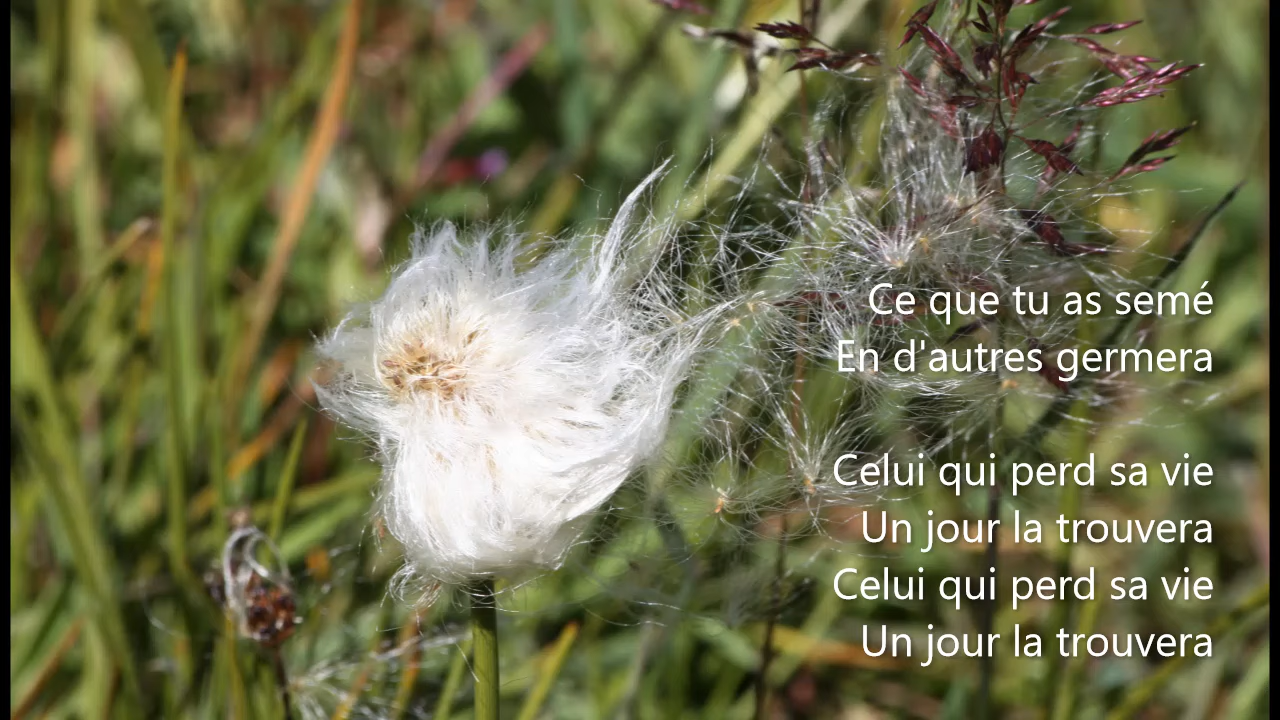 Ce que tu as semé
En d'autres germera
Celui qui perd sa vie
Un jour la trouvera
Celui qui perd sa vie
Un jour la trouvera